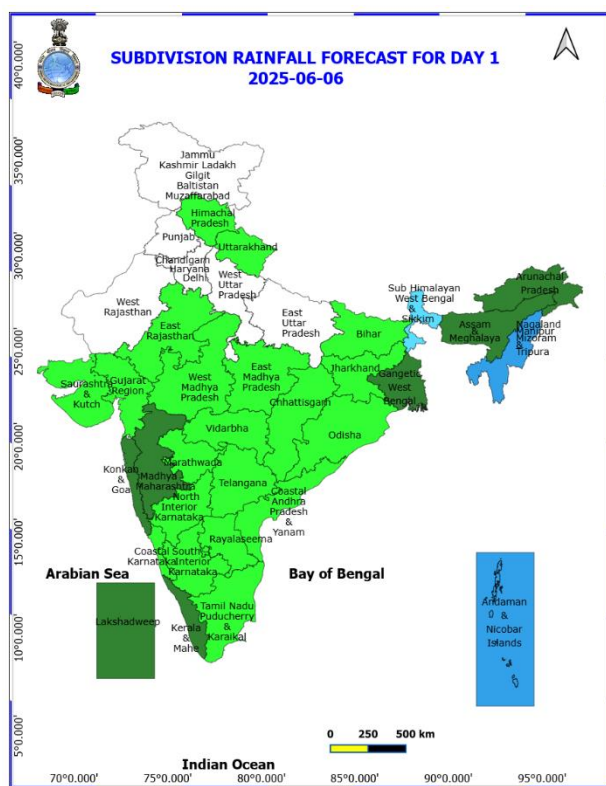 SUBDIVISION RAINFALL FORECAST FOR DAY 1
2025-06-06
40°0.000'
35°0.000'
30°0.000'
25°0.000'
20°0.000'
15°0.000'
10°0.000'
5°0.000'
Jammu
Kashmir Ladakh
Gilgit
Baltistan
Muzaffarabad
Himachal
Pradesh
Punjab
Uttarakhand
Chandigarh
Haryana
Delhi
West
Uttar
Pradesh
West
Rajasthan
East
Uttar
Pradesh
Sub Himalayan
West Bengal
&
Sikkim
Arunachal
Pradesh
Assam
&
Meghalaya
Nagaland
Manipur
Mizoram
&
Tripura
East
Rajasthan
Bihar
Saurashtra
&
Kutch
Gujarat
Region
West
Madhya
Pradesh
East
Madhya
Pradesh
Jharkhand
Gangetic
West
Bengal
Chhattisgarh
Vidarbha
Odisha
Konkan
&
Goa
Madhya
Maharashtra
Marathwada
Telangana
North
Interior
Karnataka
Coastal
Andhra
Pradesh
&
Yanam
Rayalaseema
Coastal
Karnataka
South
Interior
Karnataka
Arabian Sea
Bay of Bengal
Lakshadweep
Kerala
&
Mahe
Tamil Nadu
Puducherry
&
Karaikal
Andaman
&
Nicobar
Islands
0 250 500 km
Indian Ocean
70°0.000' 75°0.000' 80°0.000' 85°0.000' 90°0.000' 95°0.000'